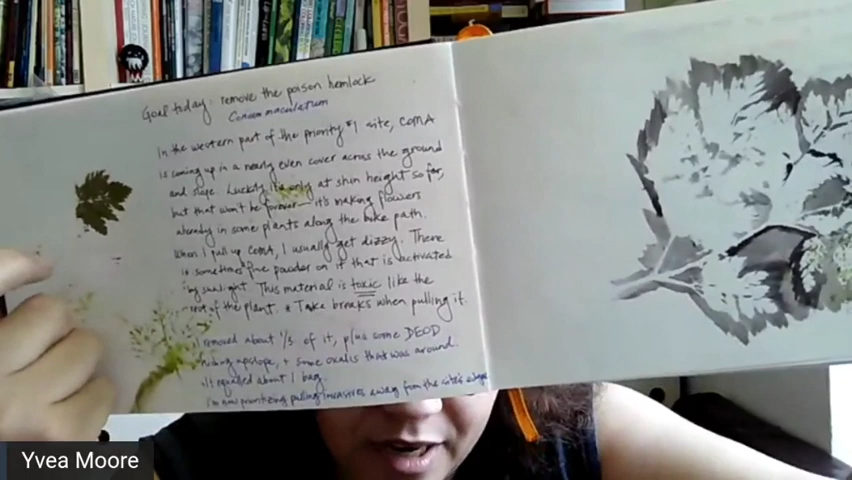 Goal today: remove the poison hemlock
Conium maculatum
In the western part of the priority #1 site, COMA
is coming up in a nearly even cover across the ground
and slope. Luckily it's only at shin height so far,
but that won't be forever— it's making flowers
already in some plants along the bike path.
When I pull up COMA, I usually get dizzy. There
is sometimes fine powder on it that is activated
by sunlight. This material is toxic like the
rest of the plant. * Take breaks when pulling it.
I removed about 1/5 of it, plus some DEOD
hiding upslope, + some oxalis that was around.
It equaled about 1 bag.
I'm now prioritizing pulling invasives away from the site's edge
Yvea Moore